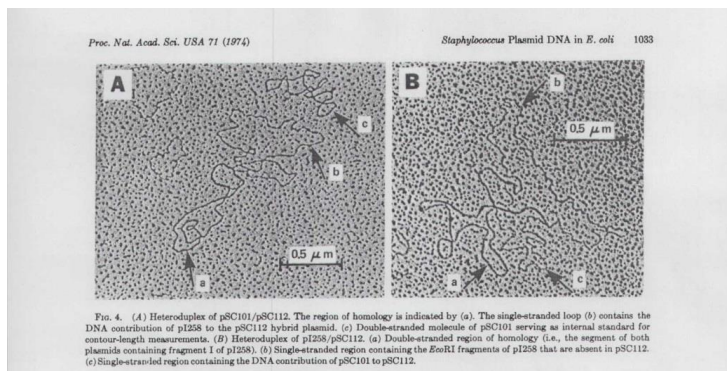 Proc. Nat. Acad. Sci. USA 71 (1974)
Staphylococcus Plasmid DNA in E. coli 1033
A
B
b
c
0.5 μm
b
0.5 μm
a
a
c
FIG. 4. (A) Heteroduplex of pSC101/pSC112. The region of homology is indicated by (a). The single-stranded loop (b) contains the
DNA contribution of pI258 to the pSC112 hybrid plasmid. (c) Double-stranded molecule of pSC101 serving as internal standard for
contour-length measurements. (B) Heteroduplex of pI258/pSC112. (a) Double-stranded region of homology (i.e., the segment of both
plasmids containing fragment I of pI258). (b) Single-stranded region containing the EcoRI fragments of pI258 that are absent in pSC112.
(c) Single-stranded region containing the DNA contribution of pSC101 to pSC112.